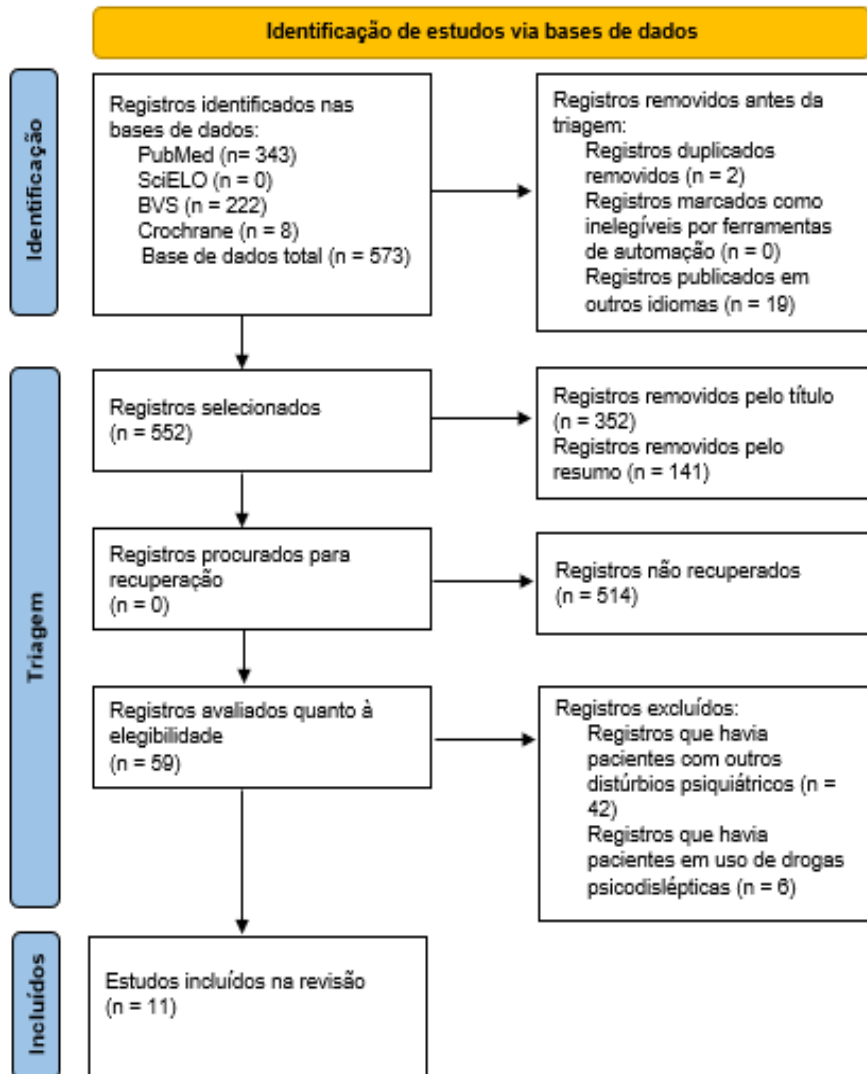 Identificação de estudos via bases de dados
Identificação
Registros identificados nas
bases de dados:
PubMed (n= 343)
SciELO (n = 0)
BVS (n = 222)
Crochrane (n = 8)
Base de dados total (n = 573)
Registros removidos antes da
triagem:
Registros duplicados
removidos (n = 2)
Registros marcados como
inelegíveis por ferramentas
de automação (n = 0)
Registros publicados em
outros idiomas (n = 19)
Triagem
Registros selecionados
(n = 552)
Registros removidos pelo título
(n = 352)
Registros removidos pelo
resumo (n = 141)
Registros procurados para
recuperação
(n = 0)
Registros não recuperados
(n = 514)
Registros avaliados quanto à
elegibilidade
(n = 59)
Registros excluídos:
Registros que havia
pacientes com outros
distúrbios psiquiátricos (n =
42)
Registros que havia
pacientes em uso de drogas
psicodislépticas (n = 6)
Incluídos
Estudos incluídos na revisão
(n = 11)